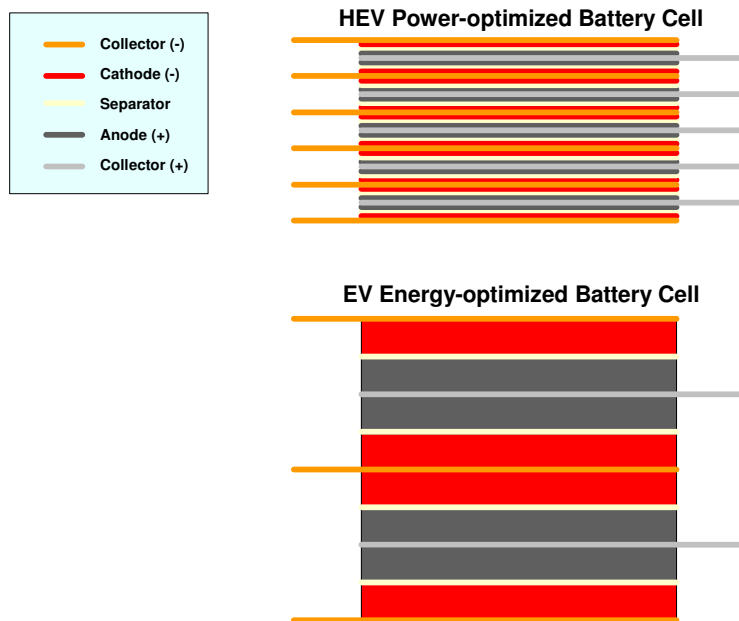 HEV Power-optimized Battery Cell
Collector (-)
Cathode (-)
Separator
Anode (+)
Collector (+)
EV Energy-optimized Battery Cell